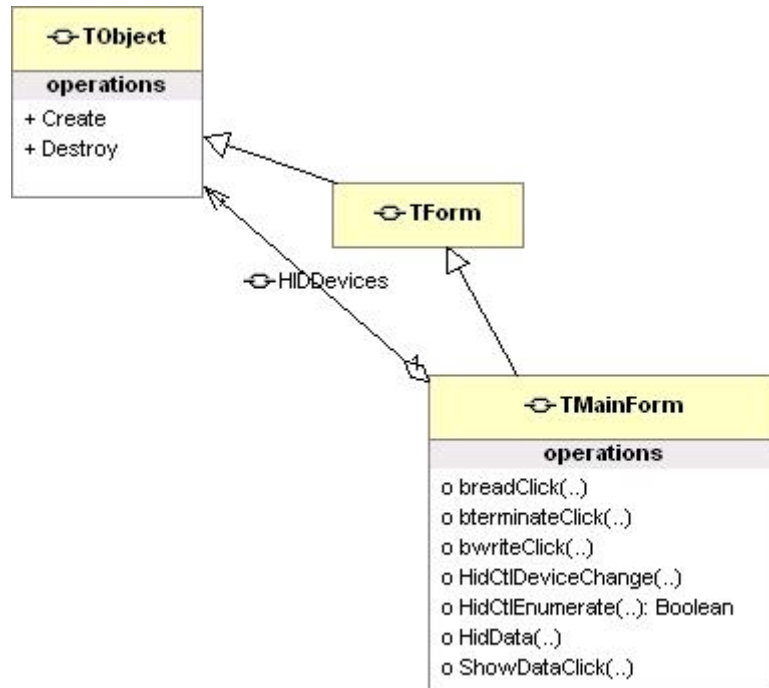 TObject
operations
+ Create
+ Destroy
TForm
HIDDevices
TMainForm
operations
o breadClick(..)
o bterminateClick(..)
o bwriteClick(..)
o HidCtlDeviceChange(..)
o HidCtlEnumerate(..): Boolean
o HidData(..)
o ShowDataClick(..)